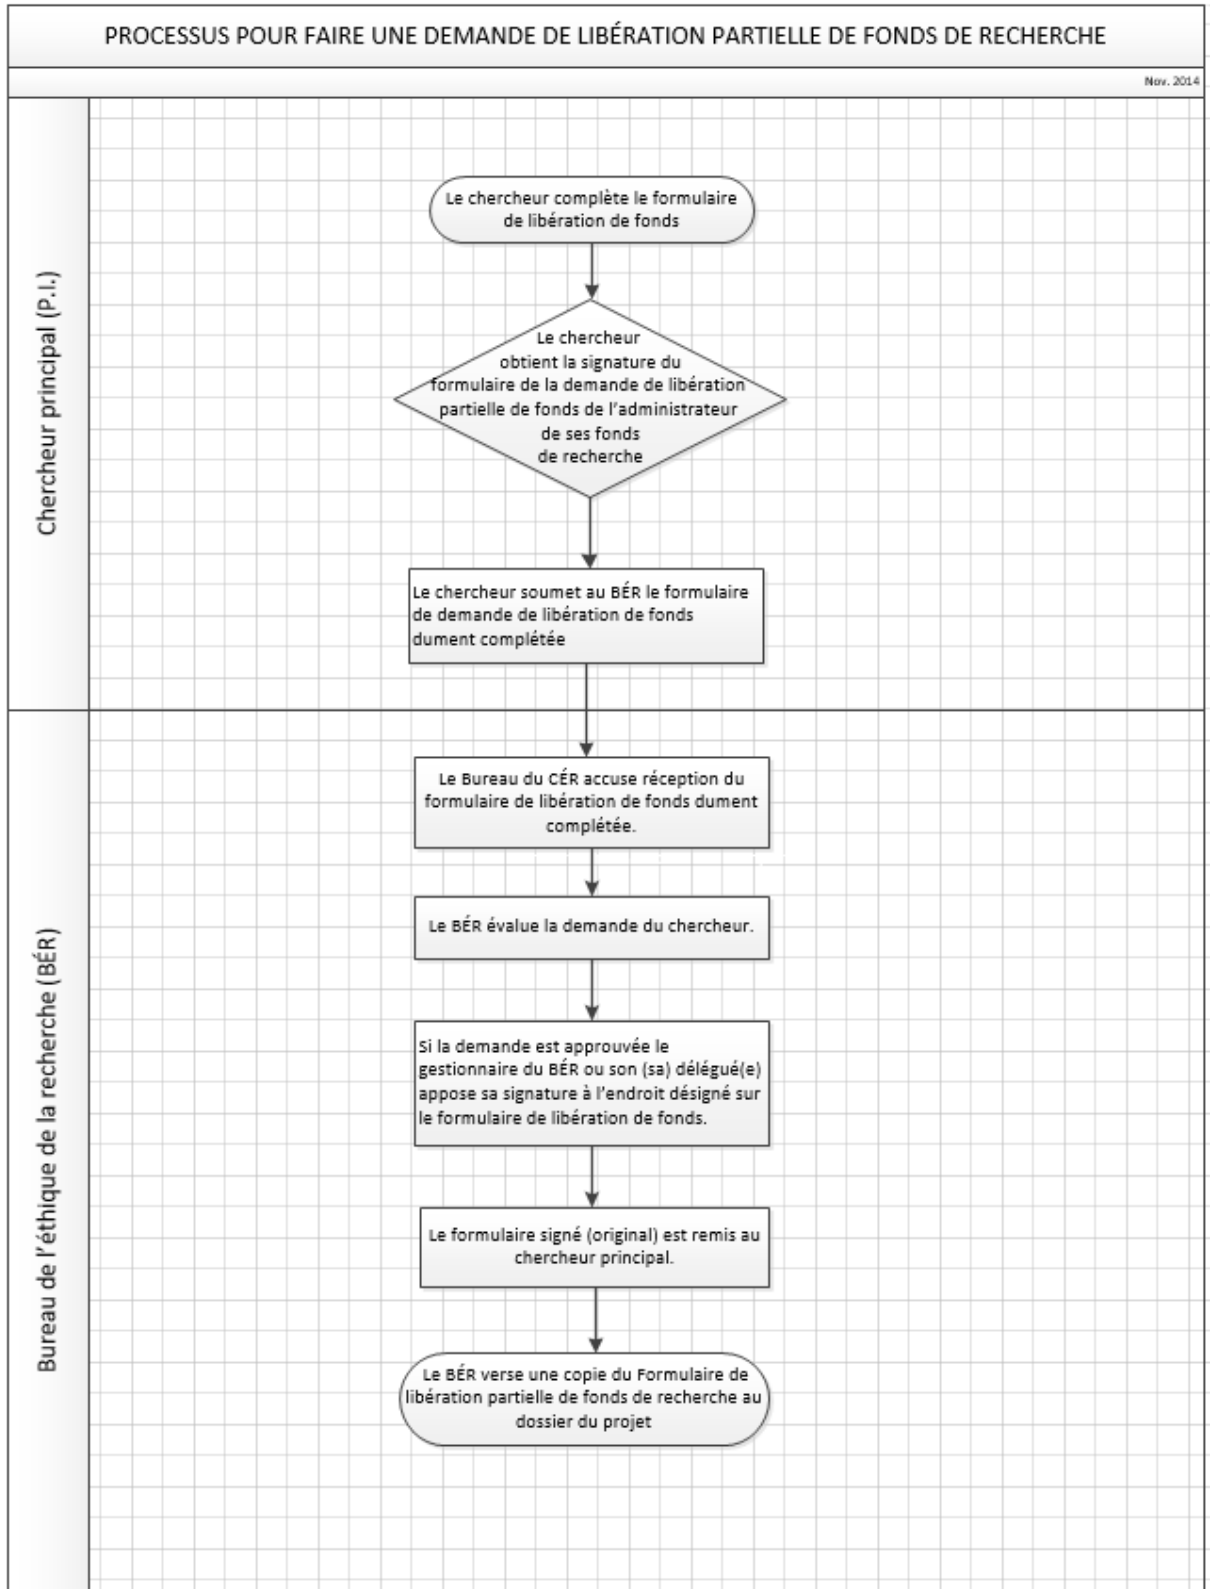 PROCESSUS POUR FAIRE UNE DEMANDE DE LIBÉRATION PARTIELLE DE FONDS DE RECHERCHE
Nov. 2014
Chercheur principal (P.I.)
Le chercheur complète le formulaire
de libération de fonds
Le chercheur
obtient la signature du
formulaire de la demande de libération
partielle de fonds de l'administrateur
de ses fonds
de recherche
Le chercheur soumet au BÉR le formulaire
de demande de libération de fonds
dument complétée
Bureau de l'éthique de la recherche (BÉR)
Le Bureau du CÉR accuse réception du
formulaire de libération de fonds dument
complétée.
Le BÉR évalue la demande du chercheur.
Si la demande est approuvée le
gestionnaire du BÉR ou son (sa) délégué(e)
appose sa signature à l'endroit désigné sur
le formulaire de libération de fonds.
Le formulaire signé (original) est remis au
chercheur principal.
Le BÉR verse une copie du Formulaire de
libération partielle de fonds de recherche au
dossier du projet